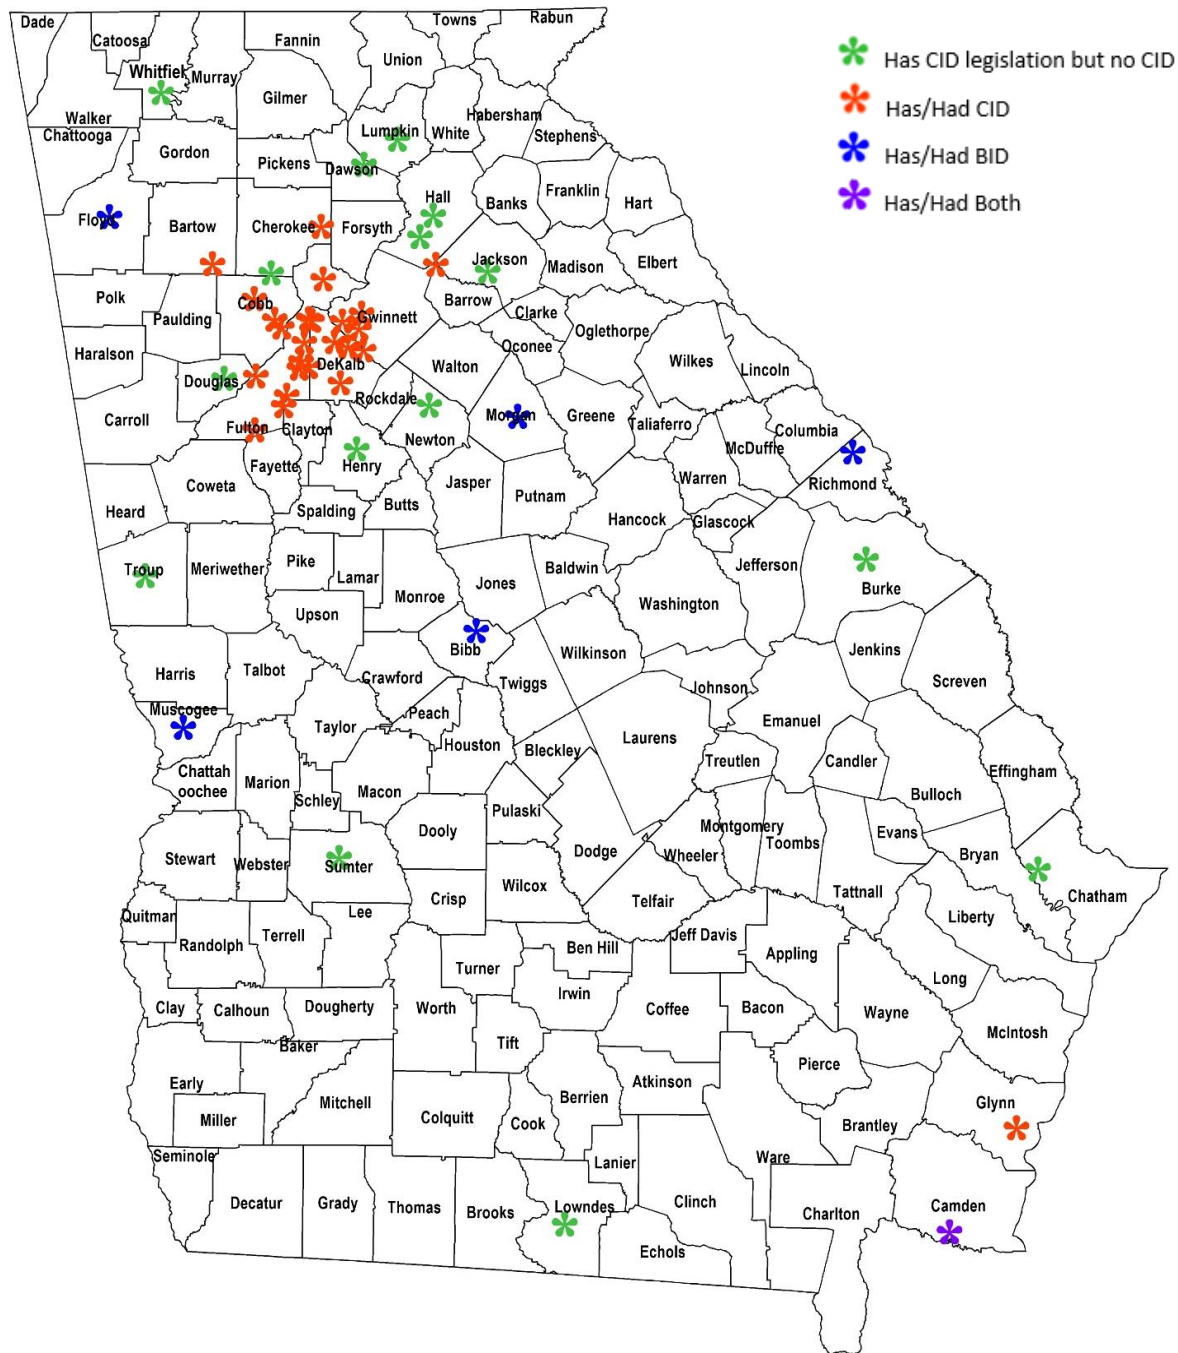 Dade
Catoosa
Whitfiel
Murray
Fannin
Towns
Rabun
Union
Gilmer
Walker
Chattooga
Lumpkin
White
Habersham
Stephens
Gordon
Pickens
Dawson
Hall
Banks
Franklin
Hart
Floyd
Bartow
Cherokee
Forsyth
Jackson
Madison
Elbert
Polk
Paulding
Cobb
Gwinnett
Barrow
Clarke
Oconee
Oglethorpe
Haralson
Douglas
DeKalb
Walton
Wilkes
Lincoln
Carroll
Fulton
Clayton
Rockdale
Newton
Morgan
Greene
Taliaferro
McDuffie
Columbia
Richmond
Coweta
Fayette
Henry
Jasper
Putnam
Warren
Heard
Spalding
Butts
Hancock
Glascock
Troup
Meriwether
Pike
Lamar
Monroe
Jones
Baldwin
Jefferson
Burke
Upson
Washington
Harris
Talbot
Crawford
Bibb
Twiggs
Wilkinson
Johnson
Jenkins
Screven
Muscogee
Taylor
Peach
Houston
Bleckley
Laurens
Emanuel
Treutlen
Candler
Effingham
Chattah
oochee
Marion
Schley
Macon
Pulaski
Bulloch
Stewart
Webster
Sumter
Dooly
Dodge
Wheeler
Montgomery
Toombs
Evans
Bryan
Chatham
Quitman
Randolph
Terrell
Lee
Crisp
Wilcox
Telfair
Tattnall
Liberty
Turner
Ben Hill
Jeff Davis
Appling
Long
Clay
Calhoun
Dougherty
Worth
Irwin
Coffee
Bacon
Wayne
McIntosh
Early
Baker
Tift
Miller
Mitchell
Colquitt
Cook
Berrien
Atkinson
Pierce
Brantley
Glynn
Seminole
Decatur
Grady
Thomas
Brooks
Lowndes
Lanier
Clinch
Echols
Ware
Charlton
Camden
Has CID legislation but no CID
Has/Had CID
Has/Had BID
Has/Had Both